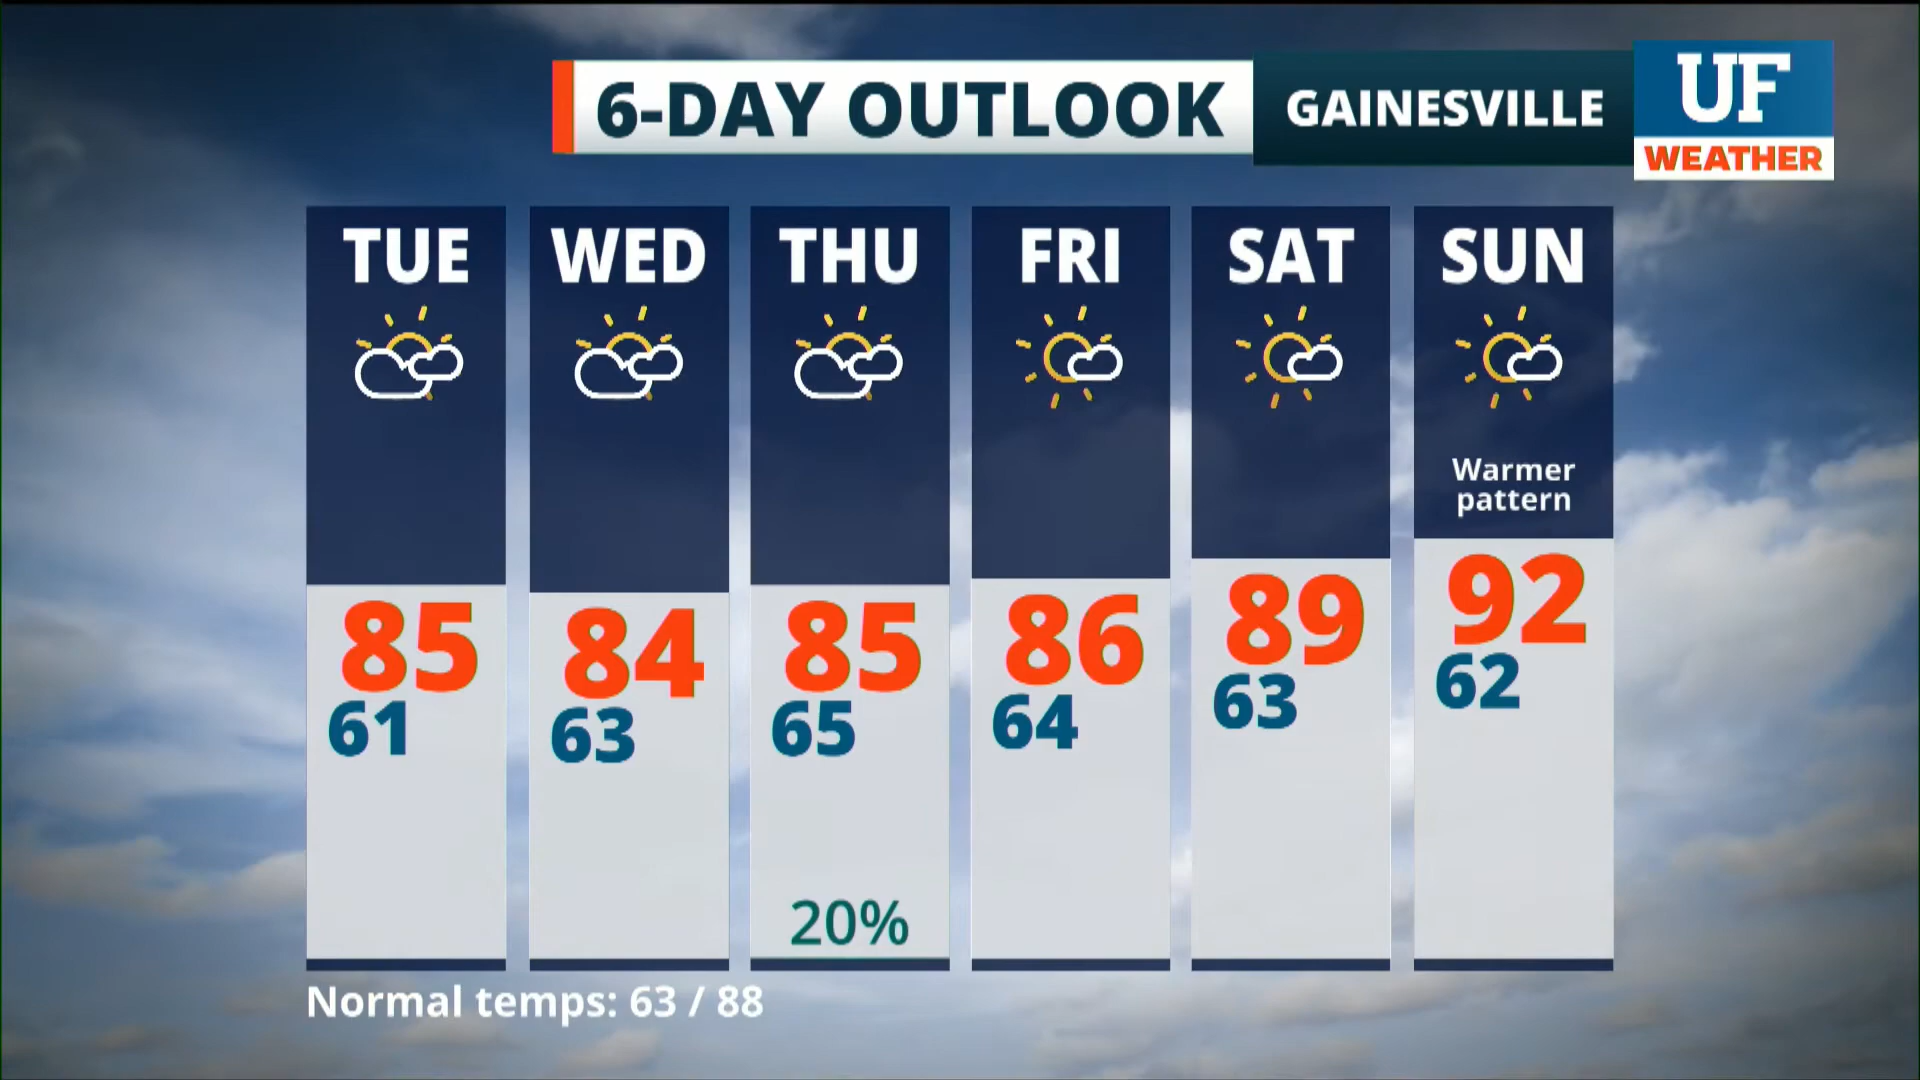 6-DAY OUTLOOK
GAINESVILLE
UF
WEATHER
TUE
WED
THU
FRI
SAT
SUN
Warmer
pattern
85
84
85
86
89
92
61
63
65
64
63
62
20%
Normal temps: 63 / 88